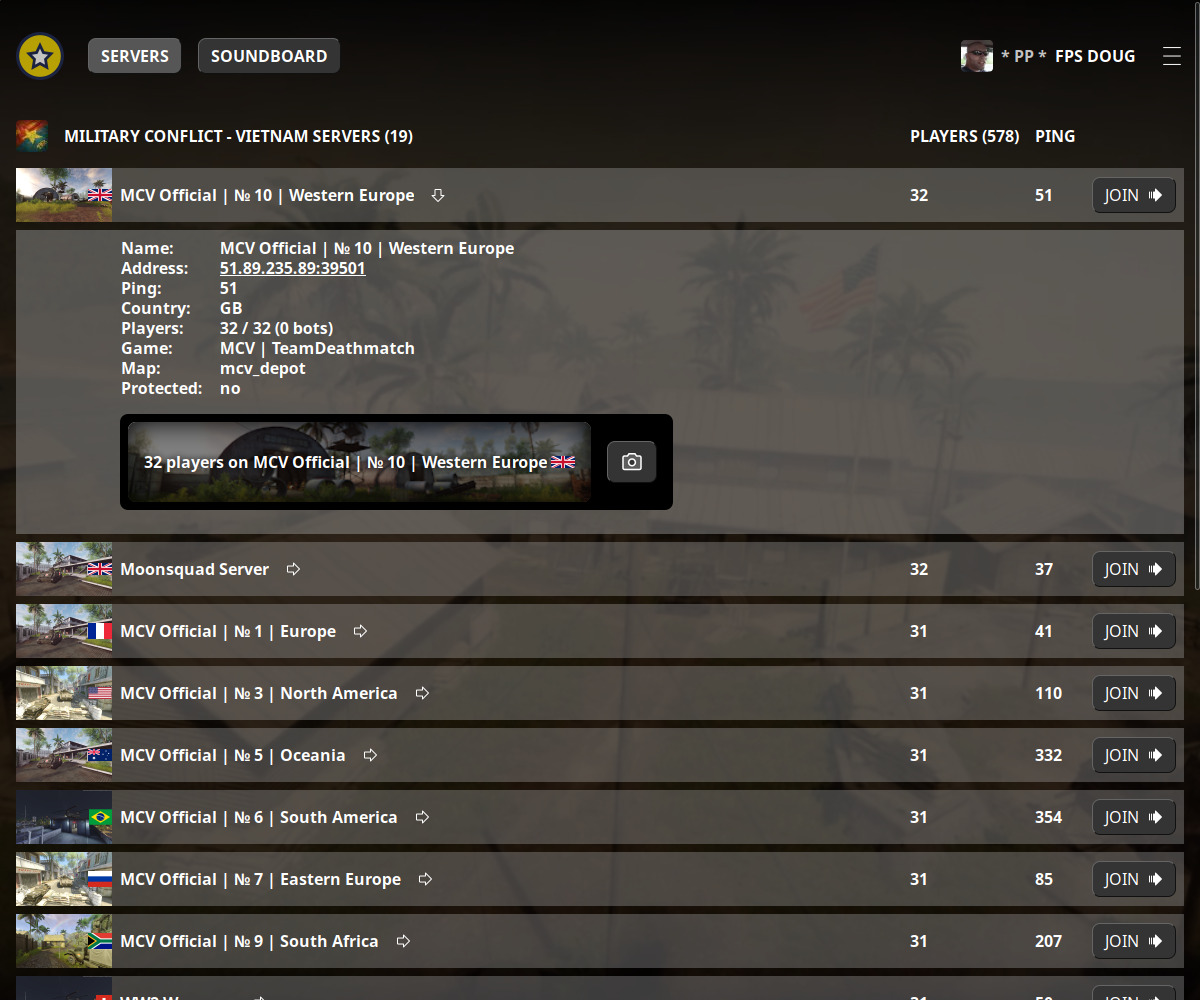 SERVERS SOUNDBOARD * PP * FPS DOUG
MILITARY CONFLICT - VIETNAM SERVERS (19) PLAYERS (578) PING
MCV Official | № 10 | Western Europe 32 51 JOIN
Name: MCV Official | № 10 | Western Europe
Address: 51.89.235.89:39501
Ping: 51
Country: GB
Players: 32 / 32 (0 bots)
Game: MCV | TeamDeathmatch
Map: mcv_depot
Protected: no
32 players on MCV Official | № 10 | Western Europe
Moonsquad Server 32 37 JOIN
MCV Official | № 1 | Europe 31 41 JOIN
MCV Official | № 3 | North America 31 110 JOIN
MCV Official | № 5 | Oceania 31 332 JOIN
MCV Official | № 6 | South America 31 354 JOIN
MCV Official | № 7 | Eastern Europe 31 85 JOIN
MCV Official | № 9 | South Africa 31 207 JOIN
31 JOIN